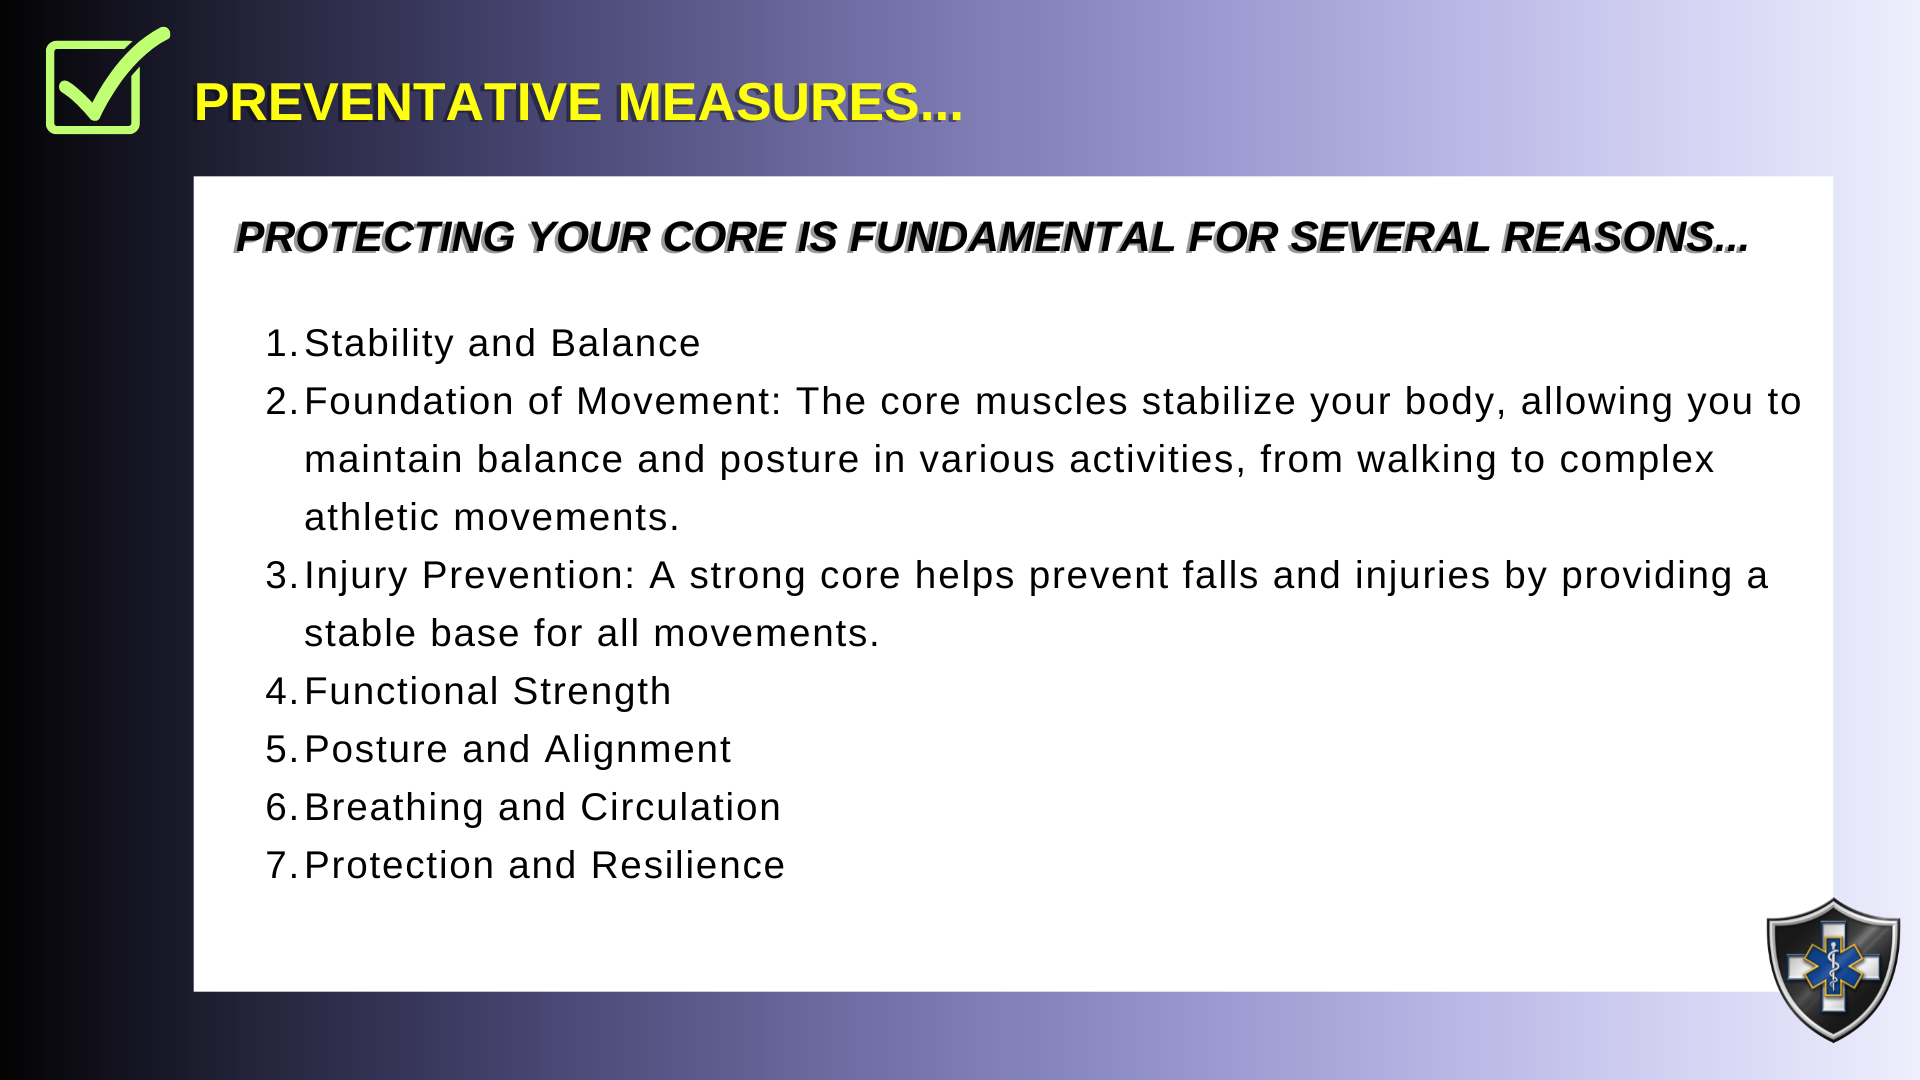 PREVENTATIVE MEASURES...
PROTECTING YOUR CORE IS FUNDAMENTAL FOR SEVERAL REASONS...
1. Stability and Balance
2. Foundation of Movement: The core muscles stabilize your body, allowing you to
maintain balance and posture in various activities, from walking to complex
athletic movements.
3. Injury Prevention: A strong core helps prevent falls and injuries by providing a
stable base for all movements.
4. Functional Strength
5. Posture and Alignment
6. Breathing and Circulation
7. Protection and Resilience